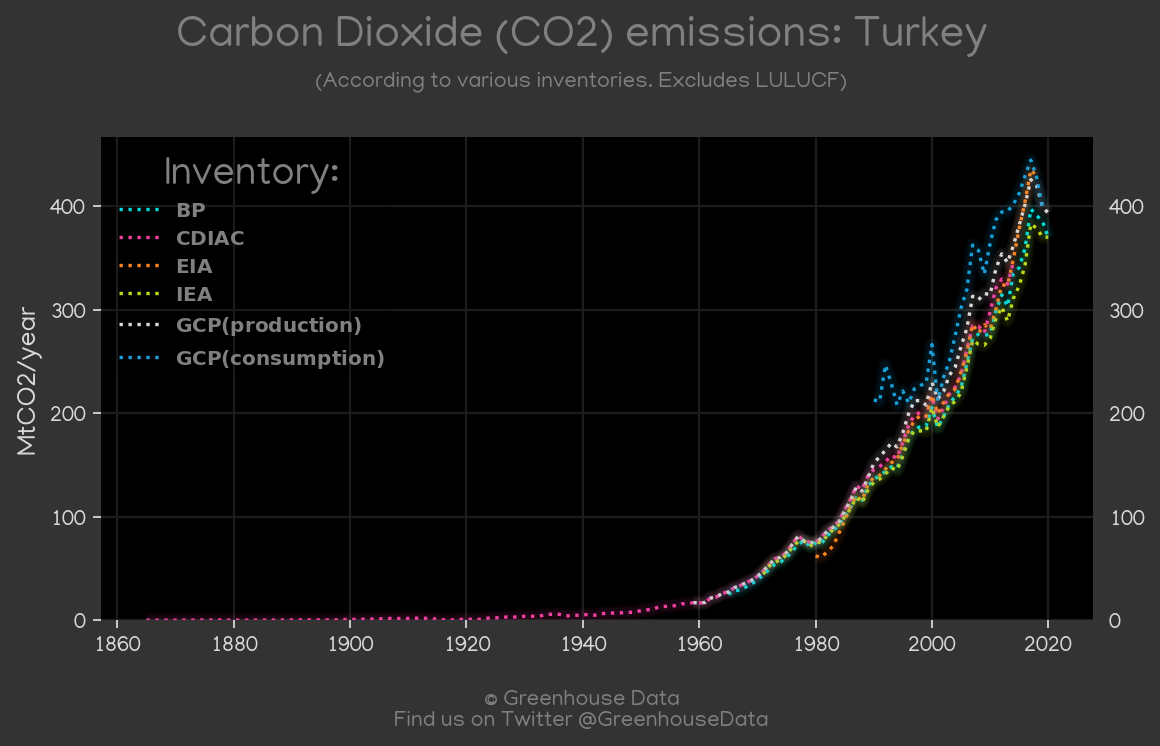 Carbon Dioxide (CO2) emissions: Turkey
(According to various inventories. Excludes LULUCF)
Inventory:
BP
CDIAC
EIA
IEA
GCP(production)
GCP(consumption)
MtCO2/year
400
300
200
100
0
400
300
200
100
0
1860 1880 1900 1920 1940 1960 1980 2000 2020
© Greenhouse Data
Find us on Twitter @GreenhouseData